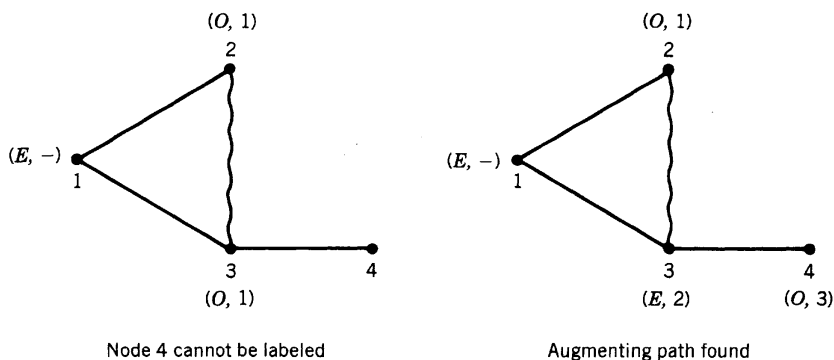 (O, 1)
2
(E, −)
1
3
(O, 1)
4
Node 4 cannot be labeled
(O, 1)
2
(E, −)
1
3
(E, 2)
4
(O, 3)
Augmenting path found